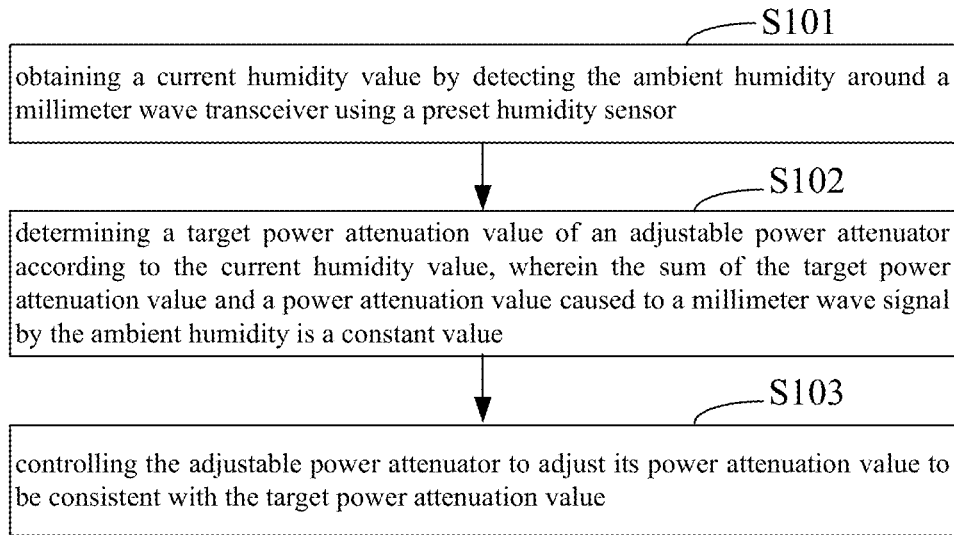 S101
obtaining a current humidity value by detecting the ambient humidity around a
millimeter wave transceiver using a preset humidity sensor
S102
determining a target power attenuation value of an adjustable power attenuator
according to the current humidity value, wherein the sum of the target power
attenuation value and a power attenuation value caused to a millimeter wave signal
by the ambient humidity is a constant value
S103
controlling the adjustable power attenuator to adjust its power attenuation value to
be consistent with the target power attenuation value